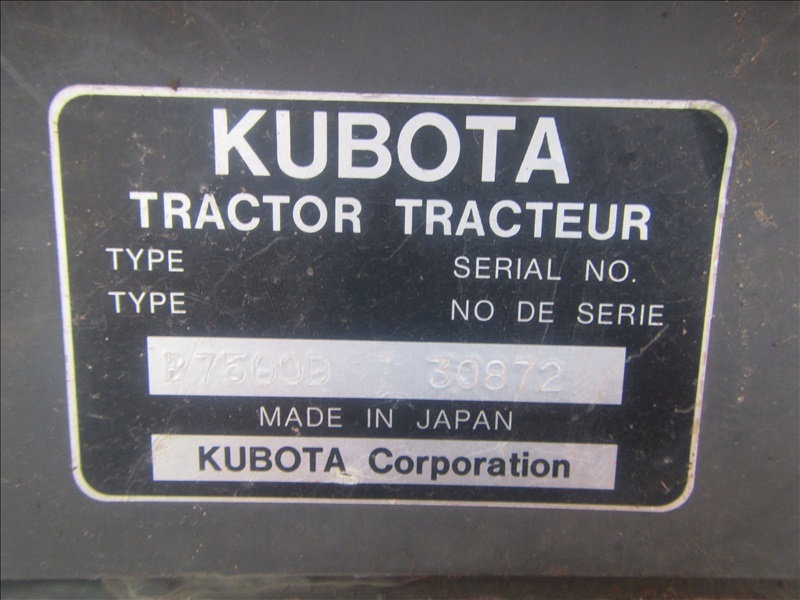 KUBOTA
TRACTOR TRACTEUR
TYPE SERIAL NO.
TYPE NO DE SERIE
B7500D 30872
MADE IN JAPAN
KUBOTA Corporation